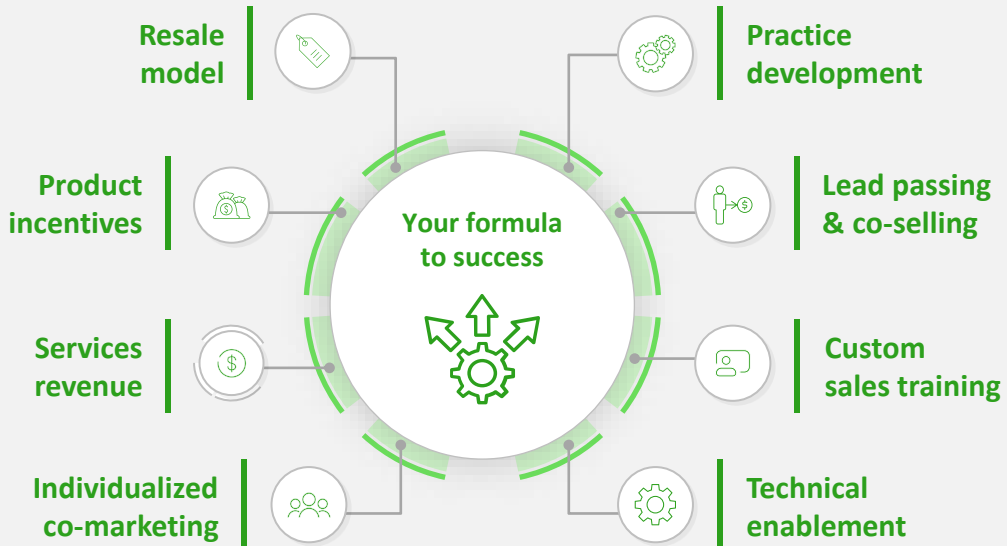 Resale
model
Practice
development
Product
incentives
Lead passing
& co-selling
Your formula
to success
Services
revenue
Custom
sales training
Individualized
co-marketing
Technical
enablement